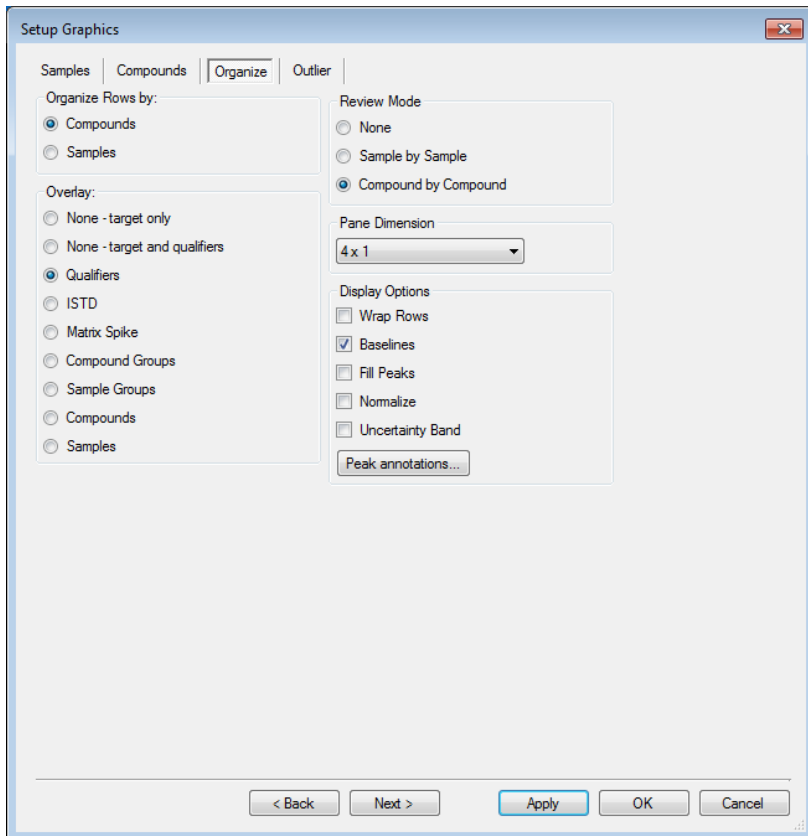 Setup Graphics
Samples
Compounds
Organize
Outlier
Organize Rows by:
Compounds
Samples
Overlay:
None - target only
None - target and qualifiers
Qualifiers
ISTD
Matrix Spike
Compound Groups
Sample Groups
Compounds
Samples
Review Mode
None
Sample by Sample
Compound by Compound
Pane Dimension
4 x 1
Display Options
Wrap Rows
Baselines
Fill Peaks
Normalize
Uncertainty Band
Peak annotations...
< Back
Next >
Apply
OK
Cancel